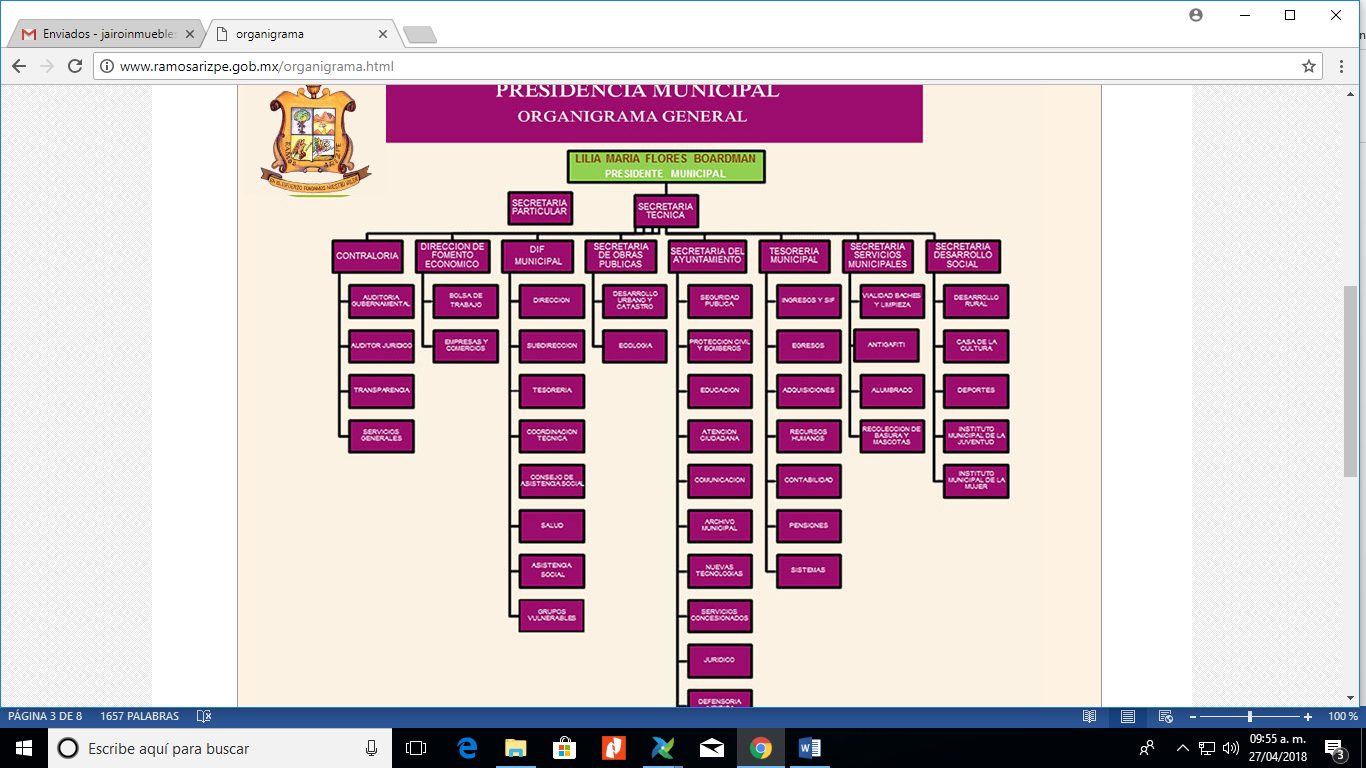 Enviados - jairoinmueble
organigrama
www.ramosarizpe.gob.mx/organigrama.html
PRESIDENCIA MUNICIPAL
ORGANIGRAMA GENERAL
LILIA MARIA FLORES BOARDMAN
PRESIDENTE MUNICIPAL
SECRETARIA
PARTICULAR
SECRETARIA
TECNICA
CONTRALORIA
AUDITORIA
GUBERNAMENTAL
AUDITOR JURIDICO
TRANSPARENCIA
SERVICIOS
GENERALES
DIRECCION DE
FOMENTO
ECONOMICO
BOLSA DE
TRABAJO
EMPRESAS Y
COMERCIOS
DIF
MUNICIPAL
DIRECCION
SUBDIRECCION
TESORERIA
COORDINACION
TECNICA
CONSEJO DE
ASISTENCIA SOCIAL
SALUD
ASISTENCIA
SOCIAL
GRUPOS
VULNERABLES
SECRETARIA
DE OBRAS
PUBLICAS
DESARROLLO
URBANO Y
CATASTRO
ECOLOGIA
SECRETARIA DEL
AYUNTAMIENTO
SEGURIDAD
PUBLICA
PROTECCION CIVIL
Y BOMBEROS
EDUCACION
ATENCION
CIUDADANA
COMUNICACION
ARCHIVO
MUNICIPAL
NUEVAS
TECNOLOGIAS
SERVICIOS
CONCESIONADOS
JURIDICO
DEFENSORIA
TESORERIA
MUNICIPAL
INGRESOS Y SIF
EGRESOS
ADQUISICIONES
RECURSOS
HUMANOS
CONTABILIDAD
PENSIONES
SISTEMAS
SECRETARIA
SERVICIOS
MUNICIPALES
VIALIDAD BACHES
Y LIMPIEZA
ANTIGAFITI
ALUMBRADO
RECOLECCION DE
BASURA Y
MASCOTAS
SECRETARIA
DESARROLLO
SOCIAL
DESARROLLO
RURAL
CASA DE LA
CULTURA
DEPORTES
INSTITUTO
MUNICIPAL DE LA
JUVENTUD
INSTITUTO
MUNICIPAL DE LA
MUJER
PÁGINA 3 DE 8 1657 PALABRAS
100 %
Escribe aquí para buscar
09:55 a. m.
27/04/2018
3